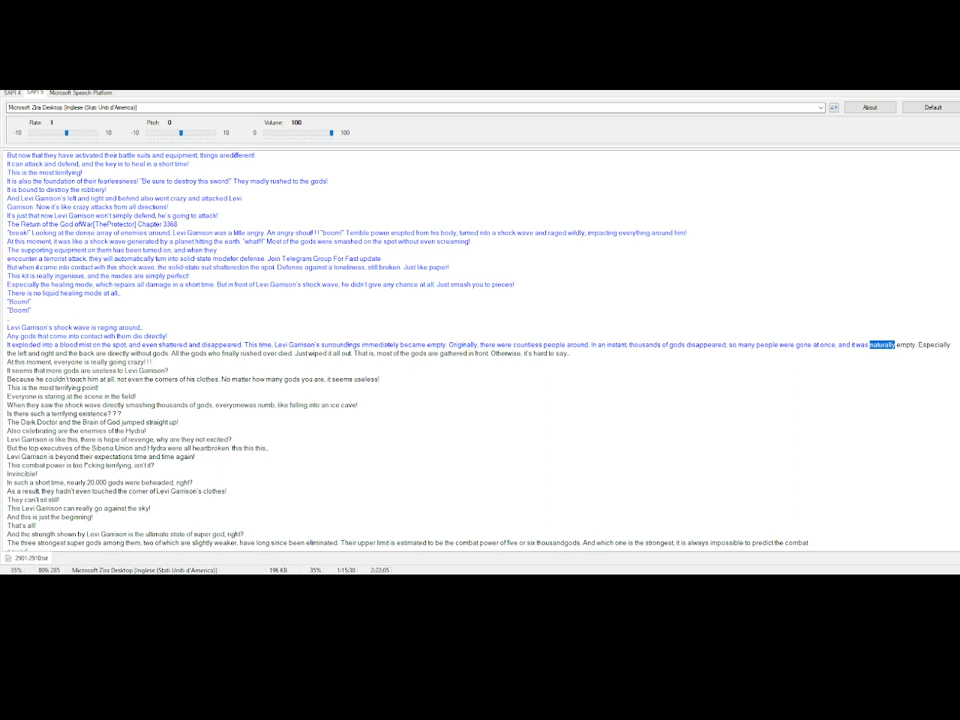 SAPI 4 SAPI 5 Microsoft Speech Platform
Microsoft Zira Desktop [Inglese (Stati Uniti d'America)]
About
Default
Rate: 1 Pitch: 0 Volume: 100
-10 10 -10 10 0 100
But now that they have activated their battle suits and equipment, things aredifferent!
It can attack and defend, and the key is to heal in a short time!
This is the most terrifying!
It is also the foundation of their fearlessness! "Be sure to destroy this sword!" They madly rushed to the gods!
It is bound to destroy the robbery!
And Levi Garrison's left and right and behind also went crazy and attacked Levi
Garrison. Now it's like crazy attacks from all directions!
It's just that now Levi Garrison won't simply defend, he's going to attack!
The Return of the God ofWar[TheProtector] Chapter 3368
"break!" Looking at the dense array of enemies around, Levi Garrison was a little angry. An angry shout! ! ! "boom!" Terrible power erupted from his body, turned into a shock wave and raged wildly, impacting everything around him!
At this moment, it was like a shock wave generated by a planet hitting the earth. "what!!!" Most of the gods were smashed on the spot without even screaming!
The supporting equipment on them has been turned on, and when they
encounter a terrorist attack, they will automatically turn into solid state modefor defense. Join Telegram Group For Fast update
But when it came into contact with this shock wave, the solid-state suit shatteredon the spot. Defense against a loneliness, still broken. Just like paper!
This kit is really ingenious, and the modes are simply perfect!
Especially the healing mode, which repairs all damage in a short time. But in front of Levi Garrison's shock wave, he didn't give any chance at all. Just smash you to pieces!
There is no liquid healing mode at all..
"Boom!"
"Boom!"
..
Levi Garrison's shock wave is raging around..
Any gods that come into contact with them die directly!
It exploded into a blood mist on the spot, and even shattered and disappeared. This time, Levi Garrison's surroundings immediately became empty. Originally, there were countless people around. In an instant, thousands of gods disappeared, so many people were gone at once, and it was naturally empty. Especially
the left and right and the back are directly without gods. All the gods who finally rushed over died. Just wiped it all out. That is, most of the gods are gathered in front. Otherwise, it's hard to say..
At this moment, everyone is really going crazy! ! !
It seems that more gods are useless to Levi Garrison?
Because he couldn't touch him at all, not even the corners of his clothes. No matter how many gods you are, it seems useless!
This is the most terrifying point!
Everyone is staring at the scene in the field!
When they saw the shock wave directly smashing thousands of gods, everyonewas numb, like falling into an ice cave!
Is there such a terrifying existence? ? ?
The Dark Doctor and the Brain of God jumped straight up!
Also celebrating are the enemies of the Hydra!
Levi Garrison is like this, there is hope of revenge, why are they not excited?
But the top executives of the Siberia Union and Hydra were all heartbroken, this this this..
Levi Garrison is beyond their expectations time and time again!
This combat power is too f*cking terrifying, isn't it?
Invincible!
In such a short time, nearly 20,000 gods were beheaded, right?
As a result, they hadn't even touched the corner of Levi Garrison's clothes!
They can't sit still!
This Levi Garrison can really go against the sky!
And this is just the beginning!
That's all!
And the strength shown by Levi Garrison is the ultimate state of super god, right?
The three strongest super gods among them, two of which are slightly weaker, have long since been eliminated. Their upper limit is estimated to be the combat power of five or six thousandgods. And which one is the strongest, it is always impossible to predict the combat
2901-2910.txt
35% 809: 285 Microsoft Zira Desktop [Inglese (Stati Uniti d'America)] 196 KB 35% 1:15:30 2:22:05